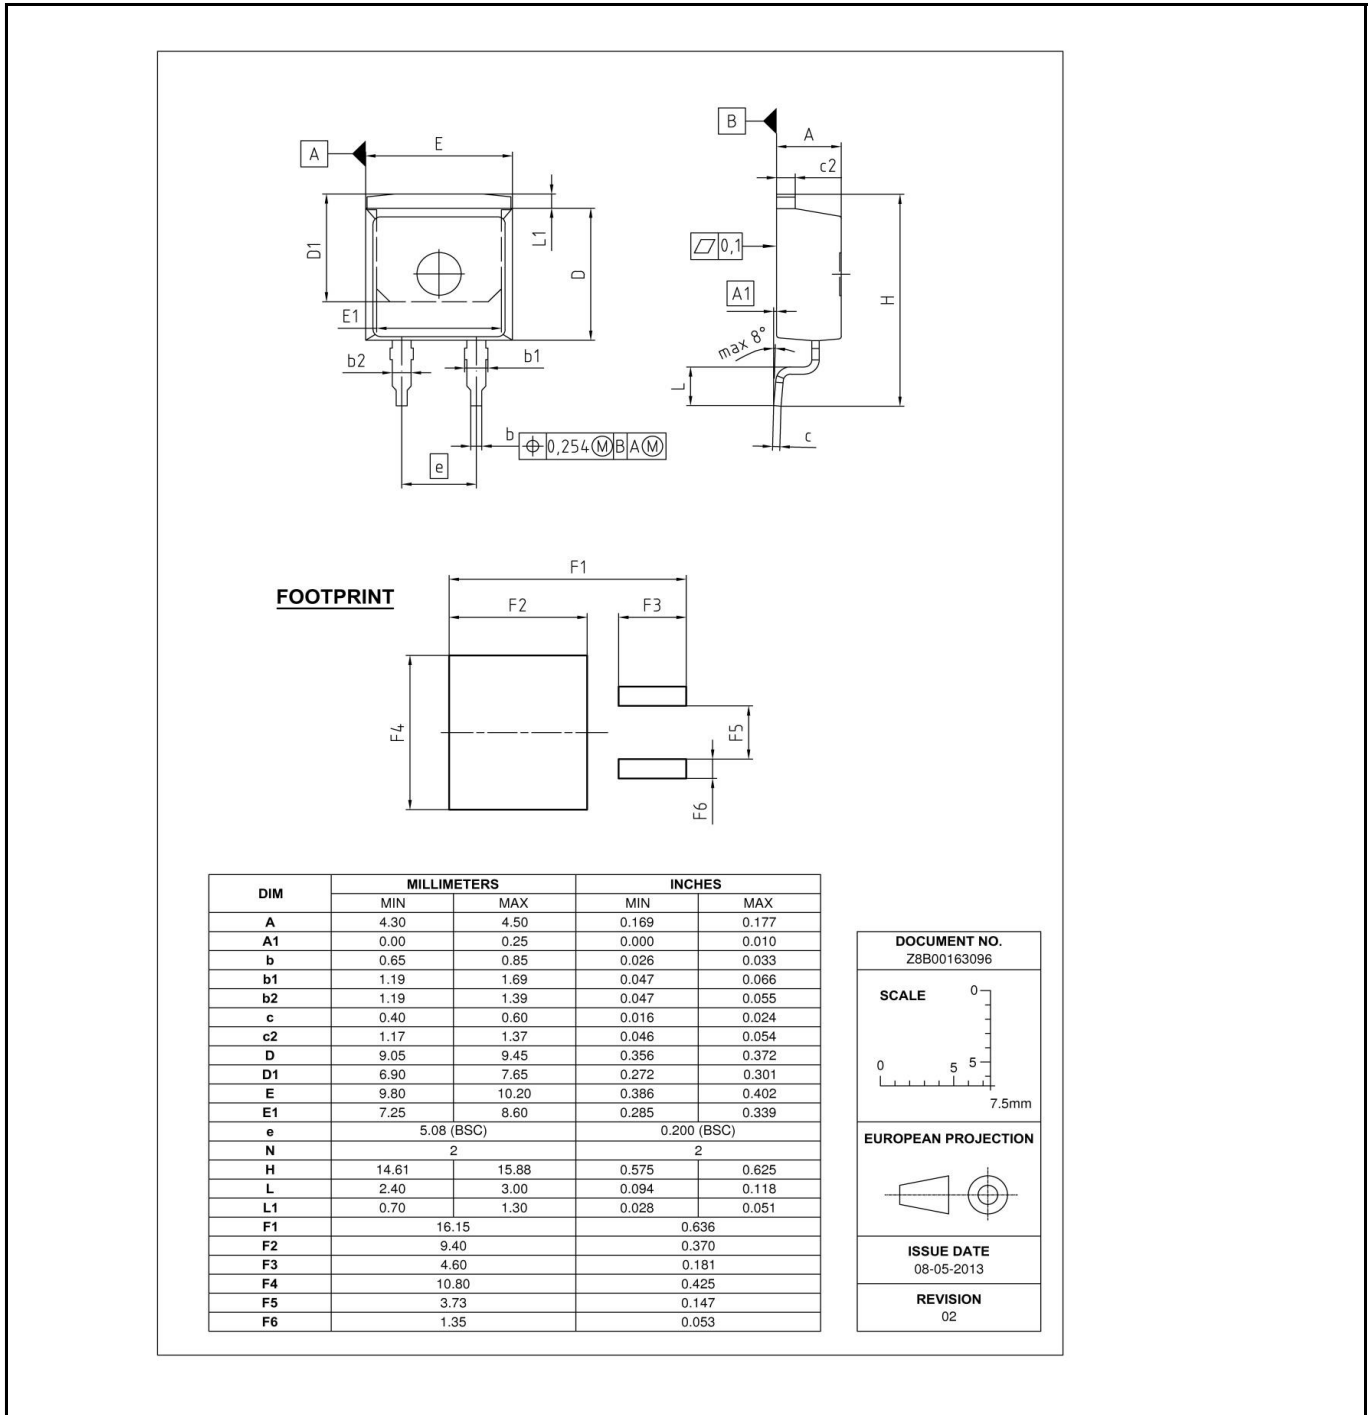 B
A
A
E
c2
D1
L1
D
0,1
H
A1
E1
max 8°
b2
b1
L
b
0,254 M B A M
c
e
F1
FOOTPRINT
F2
F3
F4
F5
F6
DIM
MILLIMETERS
INCHES
MIN MAX MIN MAX
A 4.30 4.50 0.169 0.177
A1 0.00 0.25 0.000 0.010
b 0.65 0.85 0.026 0.033
b1 1.19 1.69 0.047 0.066
b2 1.19 1.39 0.047 0.055
c 0.40 0.60 0.016 0.024
c2 1.17 1.37 0.046 0.054
D 9.05 9.45 0.356 0.372
D1 6.90 7.65 0.272 0.301
E 9.80 10.20 0.386 0.402
E1 7.25 8.60 0.285 0.339
e 5.08 (BSC) 0.200 (BSC)
N 2 2
H 14.61 15.88 0.575 0.625
L 2.40 3.00 0.094 0.118
L1 0.70 1.30 0.028 0.051
F1 16.15 0.636
F2 9.40 0.370
F3 4.60 0.181
F4 10.80 0.425
F5 3.73 0.147
F6 1.35 0.053
DOCUMENT NO.
Z8B00163096
SCALE
0
0 5 5
7.5mm
EUROPEAN PROJECTION
ISSUE DATE
08-05-2013
REVISION
02